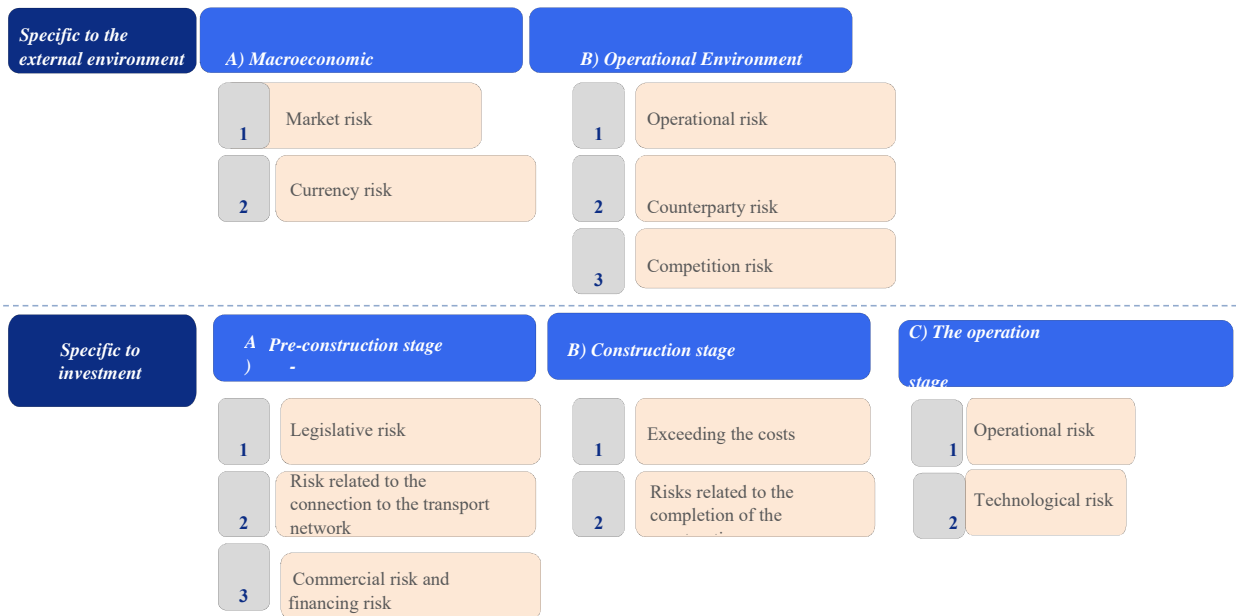 Specific to the
external environment
A) Macroeconomic
B) Operational Environment
1
Market risk
1
Operational risk
2
Currency risk
2
Counterparty risk
3
Competition risk
Specific to
investment
A
)
Pre-construction stage
-
B) Construction stage
C) The operation
stage
1
Legislative risk
1
Exceeding the costs
1
Operational risk
2
Risk related to the
connection to the transport
network
2
Risks related to the
completion of the
2
Technological risk
3
Commercial risk and
financing risk